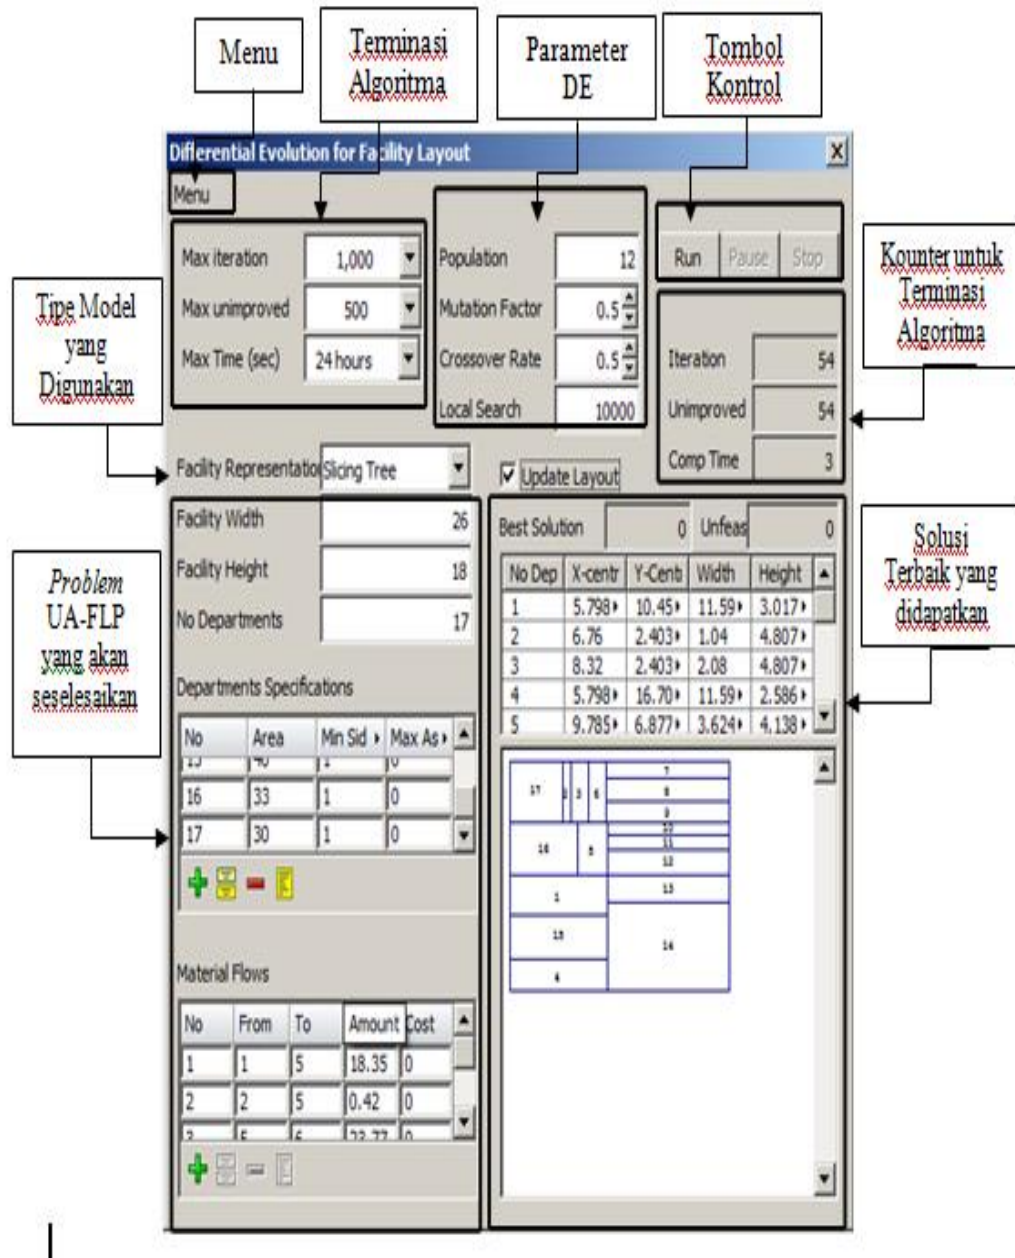 Menu
Terminasi
Algoritma
Parameter
DE
Tombol
Kontrol
Differential Evolution for Facility Layout
Menu
Max iteration 1,000
Max unimproved 500
Max Time (sec) 24 hours
Population 12
Mutation Factor 0.5
Crossover Rate 0.5
Local Search 10000
Run Pause Stop
Iteration 54
Unimproved 54
Comp Time 3
Kounter untuk
Terminasi
Algoritma
Tipe Model
yang
Digunakan
Facility Representation Slicing Tree
Update Layout
Facility Width 26
Facility Height 18
No Departments 17
Best Solution 0 Unfeas 0
No Dep X-centr Y-Centi Width Height
1 5.798 10.45 11.59 3.017
2 6.76 2.403 1.04 4.807
3 8.32 2.403 2.08 4.807
4 5.798 16.70 11.59 2.586
5 9.785 6.877 3.624 4.138
Solusi
Terbaik yang
didapatkan
Problem
UA-FLP
yang akan
seselesaikan
Departments Specifications
No Area Min Sid Max As
16 33 1 0
17 30 1 0
Material Flows
No From To Amount Cost
1 1 5 18.35 0
2 2 5 0.42 0
17 3 6 7
8
9
10
16 11
12
1 13
14
4